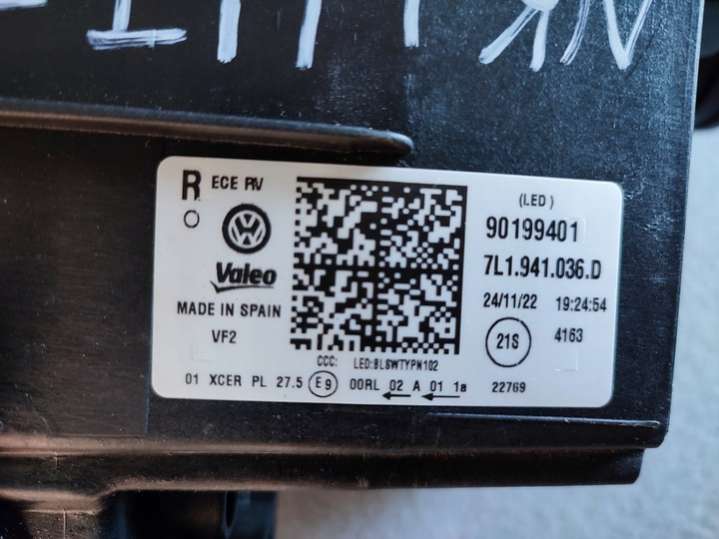 R ECE RV
O
Valeo
MADE IN SPAIN
VF2
(LED)
90199401
7L1.941.036.D
24/11/22 19:24:54
21S 4163
CCC: LED:8LSWTYPN102
01 XCER PL 27.5 E9 00RL 02 A 01 1a 22769